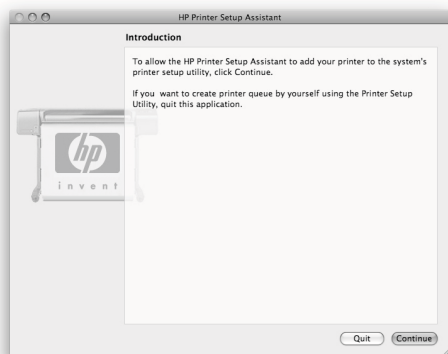 HP Printer Setup Assistant
Introduction
To allow the HP Printer Setup Assistant to add your printer to the system's
printer setup utility, click Continue.
If you want to create printer queue by yourself using the Printer Setup
Utility, quit this application.
hp
invent
Quit
Continue